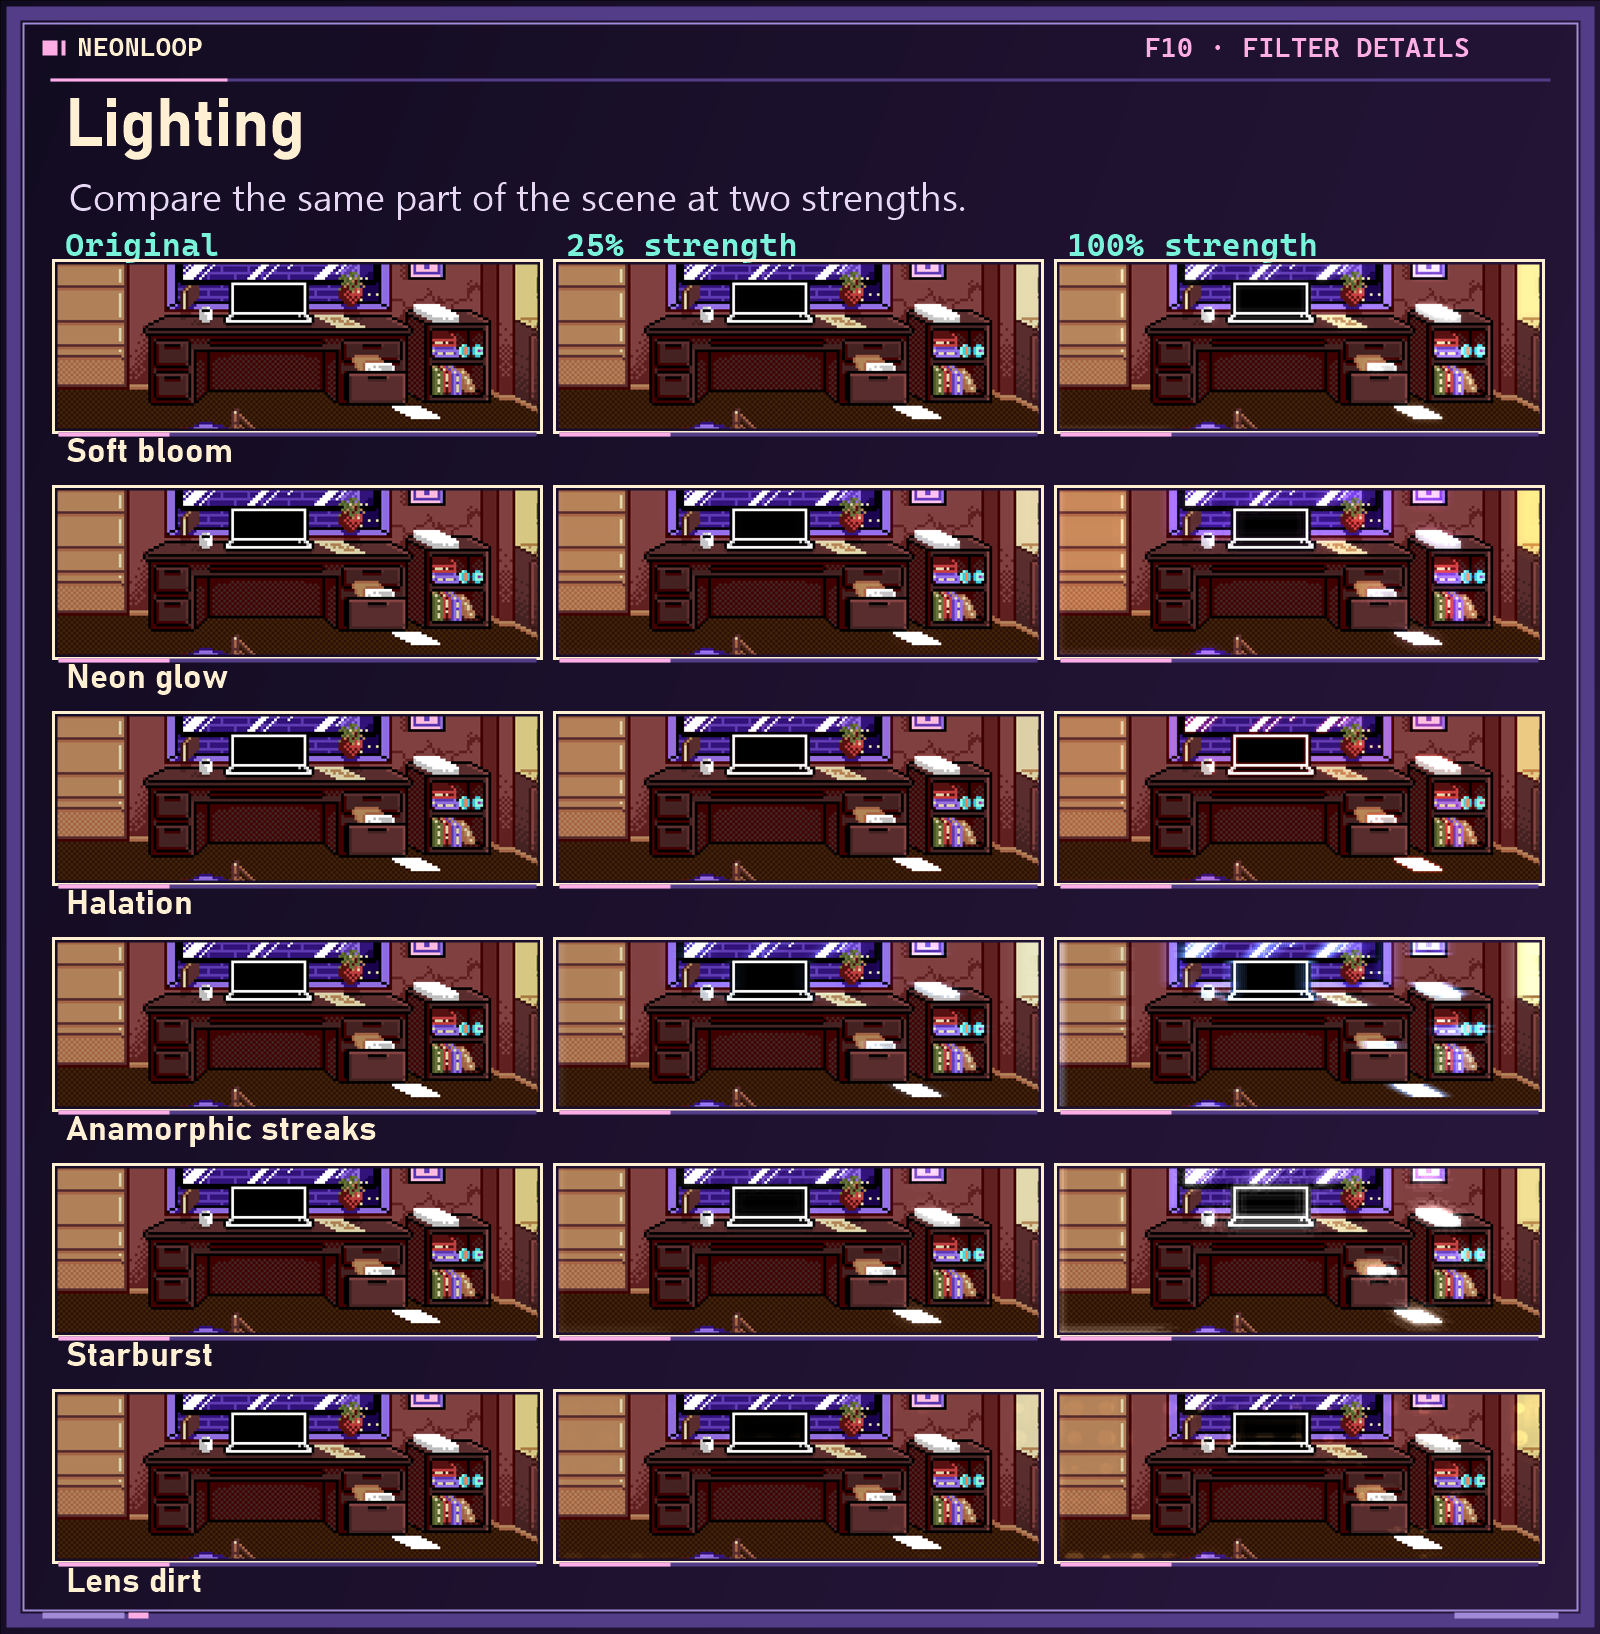 NEONLOOP
F10 · FILTER DETAILS
Lighting
Compare the same part of the scene at two strengths.
Original
25% strength
100% strength
Soft bloom
Neon glow
Halation
Anamorphic streaks
Starburst
Lens dirt